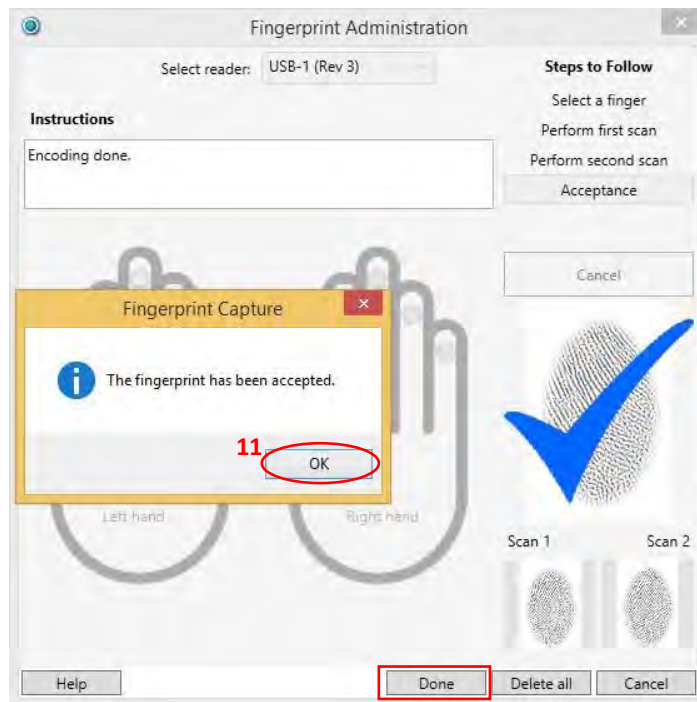 Fingerprint Administration
Select reader: USB-1 (Rev 3)
Steps to Follow
Select a finger
Perform first scan
Perform second scan
Acceptance
Instructions
Encoding done.
Cancel
Fingerprint Capture
The fingerprint has been accepted.
11
OK
Left hand
Right hand
Scan 1
Scan 2
Help
Done
Delete all
Cancel